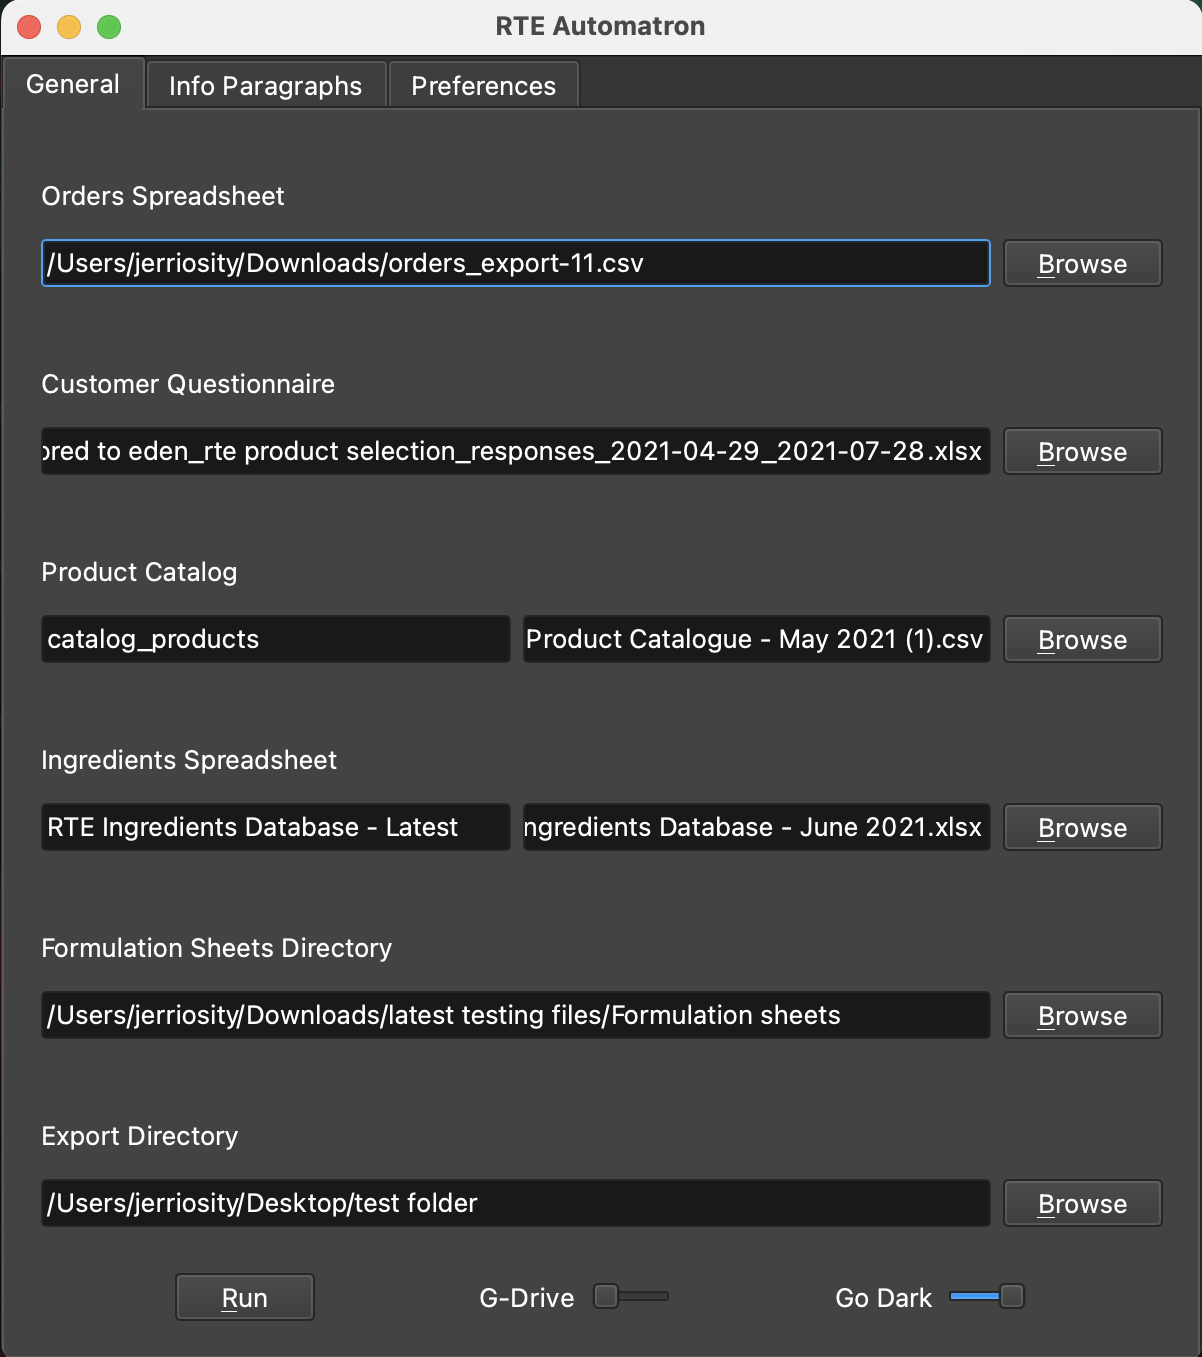 RTE Automatron
General Info Paragraphs Preferences
Orders Spreadsheet
/Users/jerriosity/Downloads/orders_export-11.csv Browse
Customer Questionnaire
ored to eden_rte product selection_responses_2021-04-29_2021-07-28.xlsx Browse
Product Catalog
catalog_products Product Catalogue - May 2021 (1).csv Browse
Ingredients Spreadsheet
RTE Ingredients Database - Latest ngredients Database - June 2021.xlsx Browse
Formulation Sheets Directory
/Users/jerriosity/Downloads/latest testing files/Formulation sheets Browse
Export Directory
/Users/jerriosity/Desktop/test folder Browse
Run G-Drive Go Dark